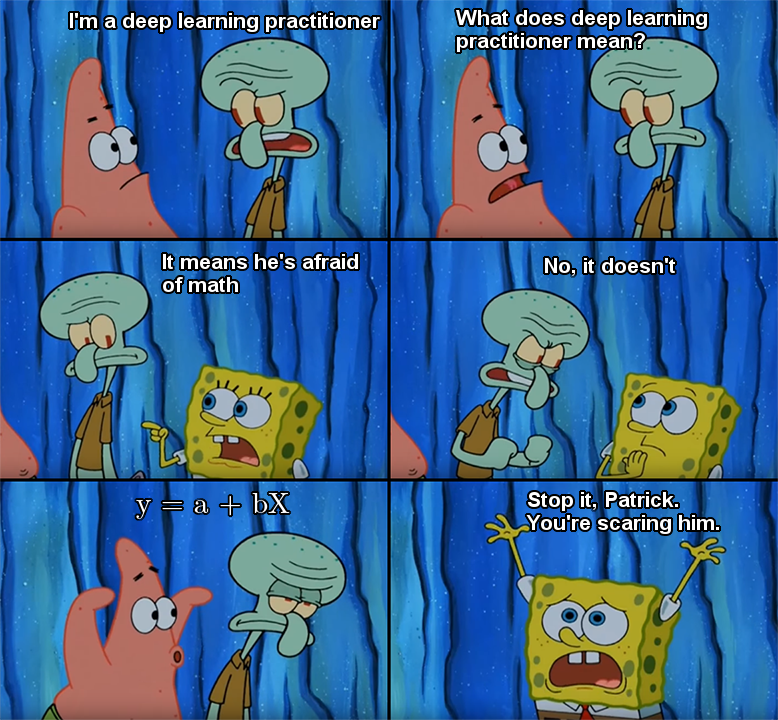 I'm a deep learning practitioner
What does deep learning
practitioner mean?
It means he's afraid
of math
No, it doesn't
y = a + bX
Stop it, Patrick.
You're scaring him.